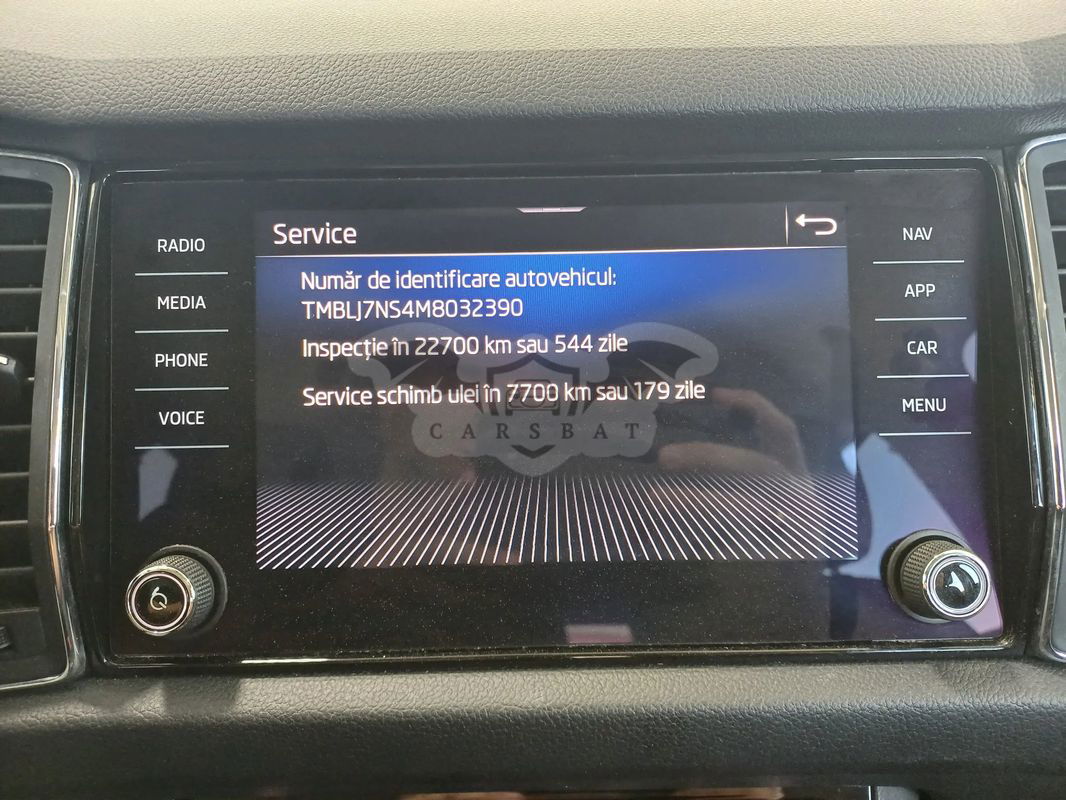 Service
RADIO
MEDIA
PHONE
VOICE
Număr de identificare autovehicul:
TMBLJ7NS4M8032390
Inspecție în 22700 km sau 544 zile
Service schimb ulei în 7700 km sau 179 zile
CARSBAT
NAV
APP
CAR
MENU